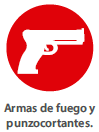 Armas de fuego y
punzocortantes.